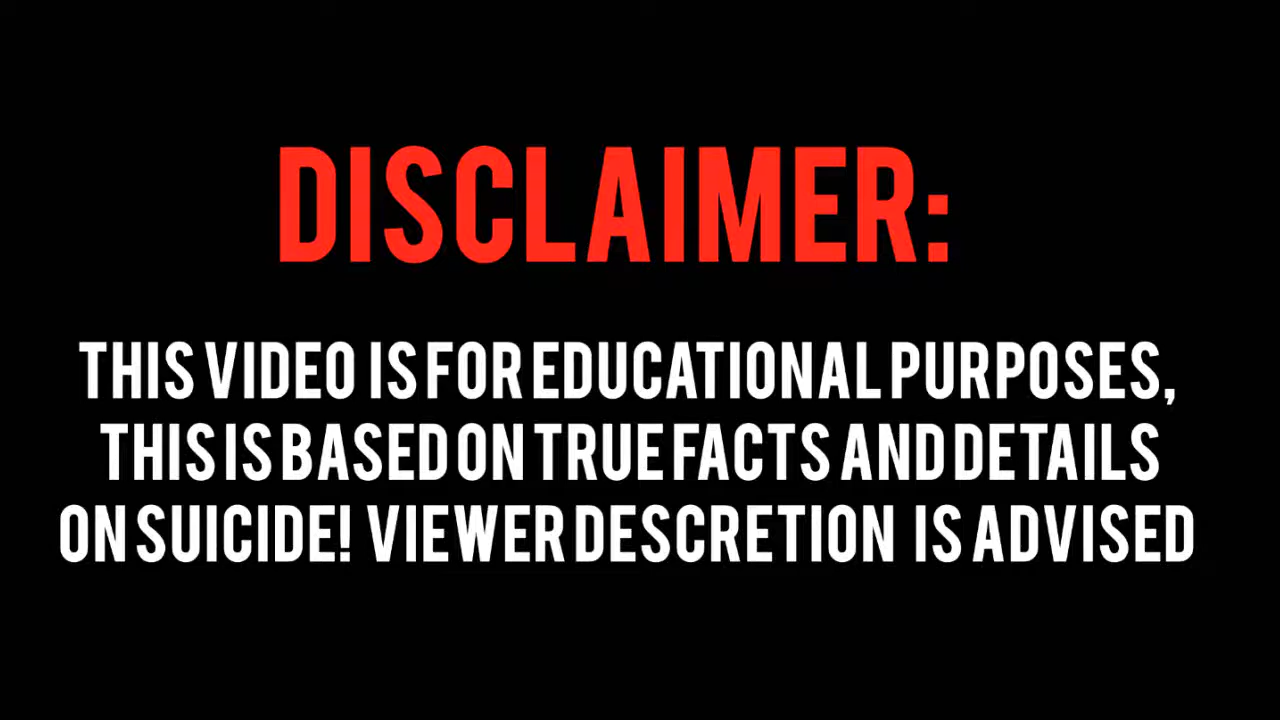 DISCLAIMER:
THIS VIDEO IS FOR EDUCATIONAL PURPOSES,
THIS IS BASED ON TRUE FACTS AND DETAILS
ON SUICIDE! VIEWER DESCRETION IS ADVISED